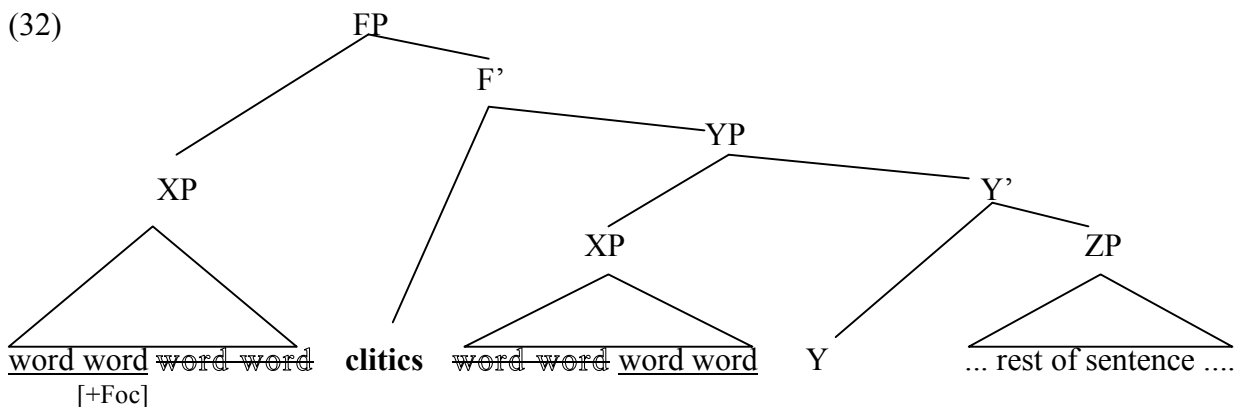 (32)
FP
F’
YP
XP
Y’
XP
ZP
word word word word clitics word word word word Y ... rest of sentence ....
[+Foc]